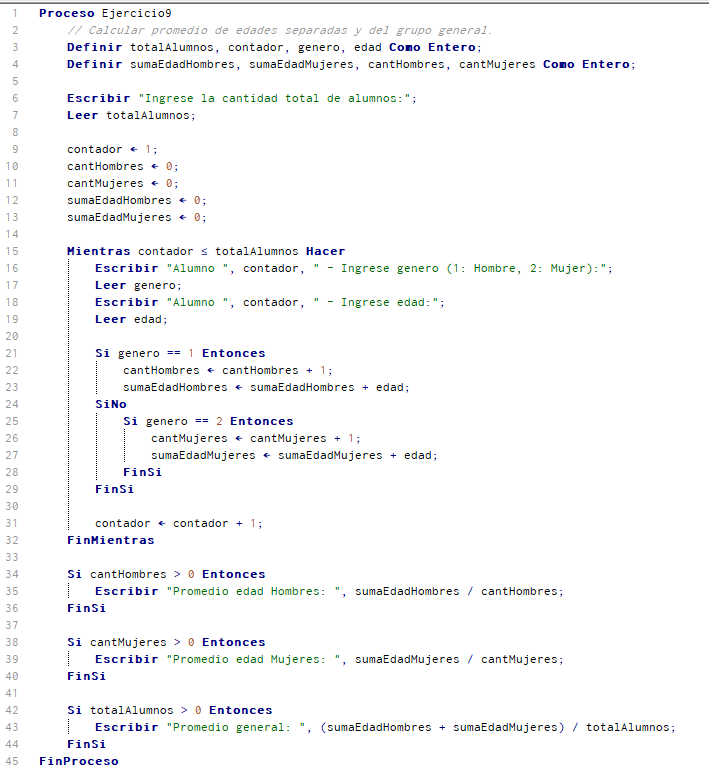 1 Proceso Ejercicio9
2 // Calcular promedio de edades separadas y del grupo general.
3 Definir totalAlumnos, contador, genero, edad Como Entero;
4 Definir sumaEdadHombres, sumaEdadMujeres, cantHombres, cantMujeres Como Entero;
5
6 Escribir "Ingrese la cantidad total de alumnos:";
7 Leer totalAlumnos;
8
9 contador ← 1;
10 cantHombres ← 0;
11 cantMujeres ← 0;
12 sumaEdadHombres ← 0;
13 sumaEdadMujeres ← 0;
14
15 Mientras contador ≤ totalAlumnos Hacer
16 Escribir "Alumno ", contador, " - Ingrese genero (1: Hombre, 2: Mujer):";
17 Leer genero;
18 Escribir "Alumno ", contador, " - Ingrese edad:";
19 Leer edad;
20
21 Si genero == 1 Entonces
22 cantHombres ← cantHombres + 1;
23 sumaEdadHombres ← sumaEdadHombres + edad;
24 SiNo
25 Si genero == 2 Entonces
26 cantMujeres ← cantMujeres + 1;
27 sumaEdadMujeres ← sumaEdadMujeres + edad;
28 FinSi
29 FinSi
30
31 contador ← contador + 1;
32 FinMientras
33
34 Si cantHombres > 0 Entonces
35 Escribir "Promedio edad Hombres: ", sumaEdadHombres / cantHombres;
36 FinSi
37
38 Si cantMujeres > 0 Entonces
39 Escribir "Promedio edad Mujeres: ", sumaEdadMujeres / cantMujeres;
40 FinSi
41
42 Si totalAlumnos > 0 Entonces
43 Escribir "Promedio general: ", (sumaEdadHombres + sumaEdadMujeres) / totalAlumnos;
44 FinSi
45 FinProceso